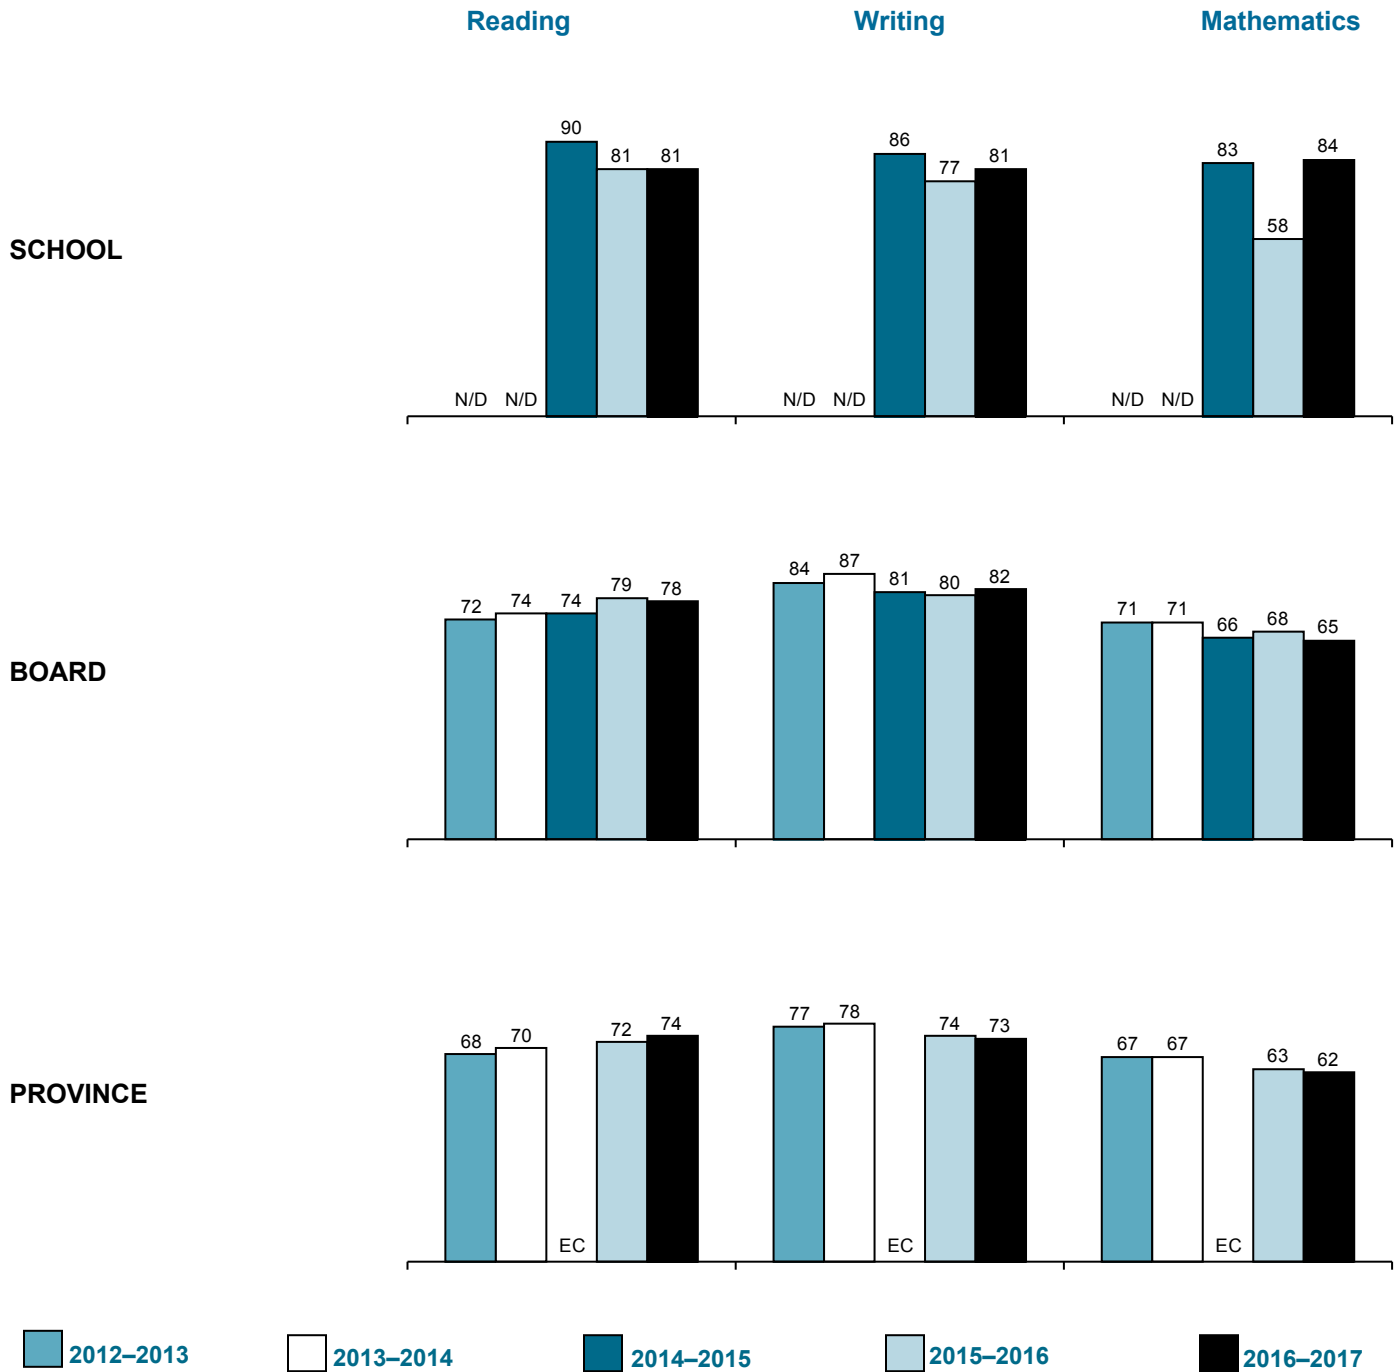 Reading Writing Mathematics
SCHOOL
N/D N/D 90 81 81 N/D N/D 86 77 81 N/D N/D 83 58 84
BOARD
72 74 74 79 78 84 87 81 80 82 71 71 66 68 65
PROVINCE
68 70 EC 72 74 77 78 EC 74 73 67 67 EC 63 62
2012–2013 2013–2014 2014–2015 2015–2016 2016–2017